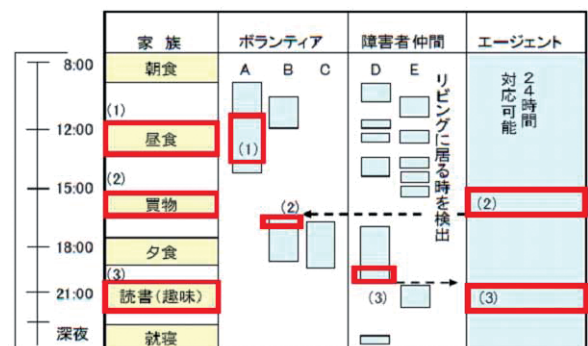 家 族
ボランティア
障害者仲間
エージェント
8:00
朝食
A
B
C
D
E
リビングに居る時を検出
24時間
対応可能
(1)
12:00
昼食
(1)
(2)
15:00
買物
(2)
(2)
18:00
夕食
(3)
21:00
読書(趣味)
(3)
(3)
深夜
就寝